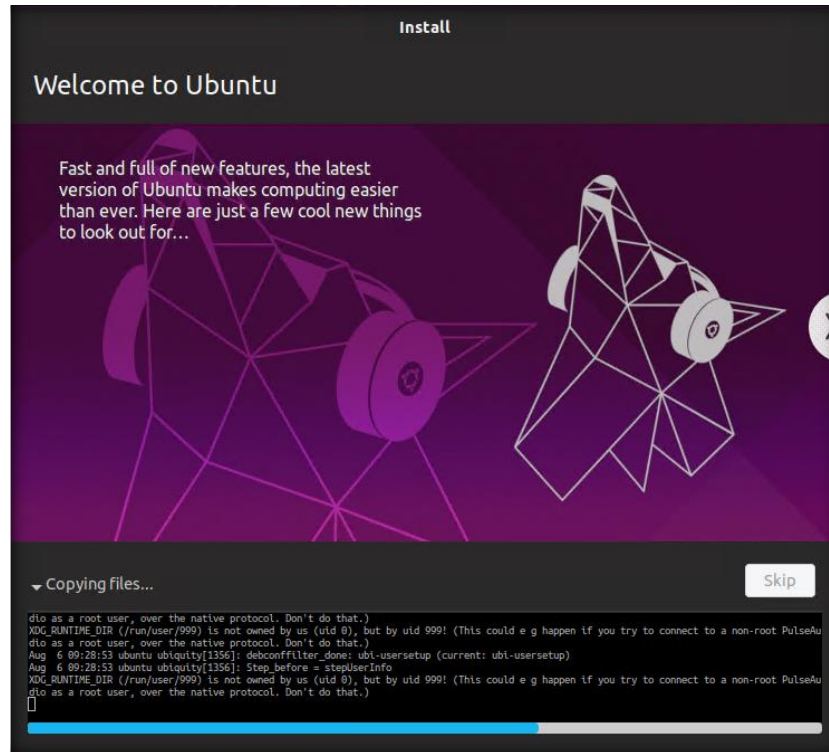 Install
Welcome to Ubuntu
Fast and full of new features, the latest
version of Ubuntu makes computing easier
than ever. Here are just a few cool new things
to look out for...
Copying files...
Skip
dio as a root user, over the native protocol. Don't do that.)
XDG_RUNTIME_DIR (/run/user/999) is not owned by us (uid 0), but by uid 999! (This could e g happen if you try to connect to a non-root PulseAu
dio as a root user, over the native protocol. Don't do that.)
Aug  6 09:28:53 ubuntu ubiquity[1356]: debconffilter_done: ubi-usersetup (current: ubi-usersetup)
Aug  6 09:28:53 ubuntu ubiquity[1356]: Step_before = stepUserInfo
XDG_RUNTIME_DIR (/run/user/999) is not owned by us (uid 0), but by uid 999! (This could e g happen if you try to connect to a non-root PulseAu
dio as a root user, over the native protocol. Don't do that.)